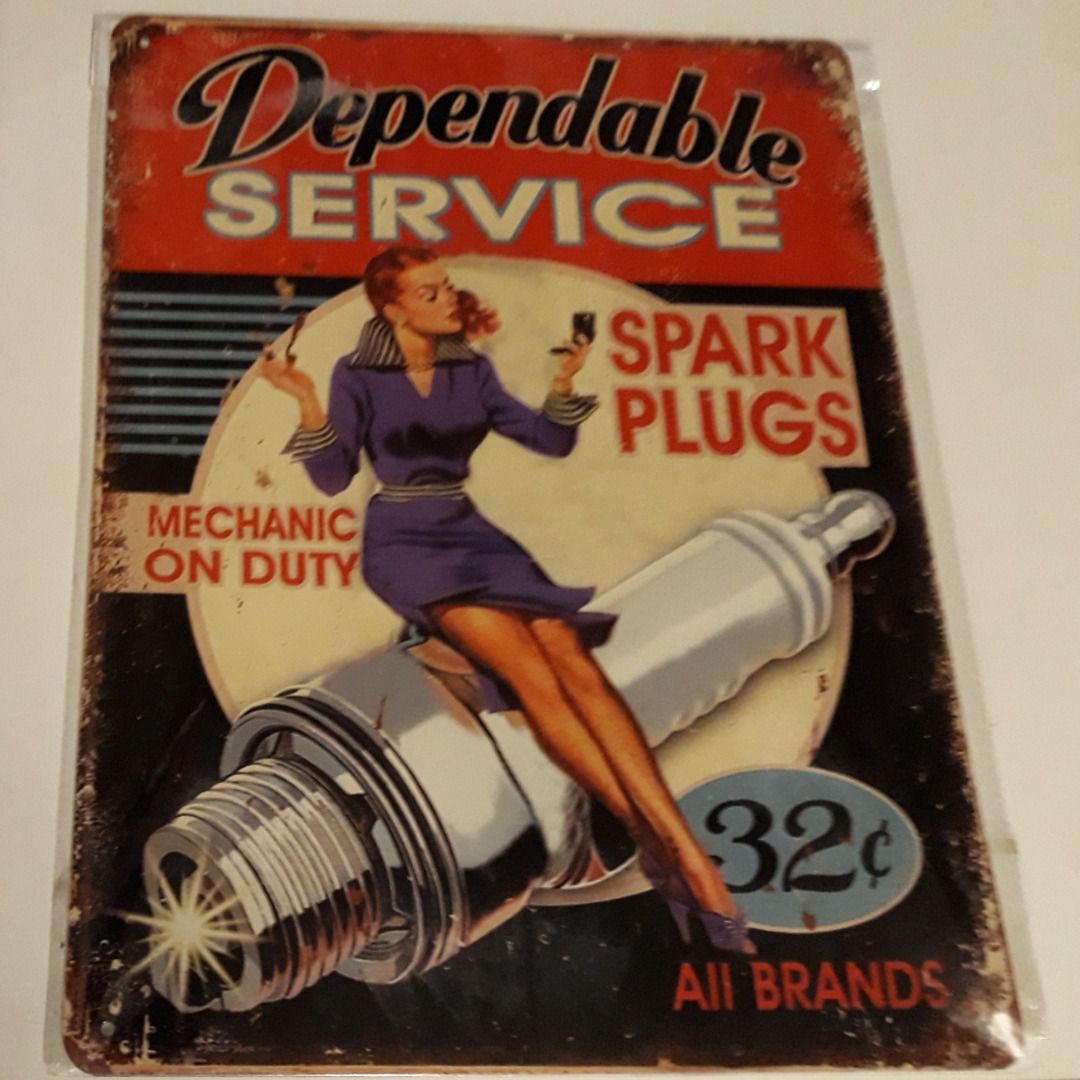 Dependable
SERVICE
SPARK
PLUGS
MECHANIC
ON DUTY
32¢
All BRANDS